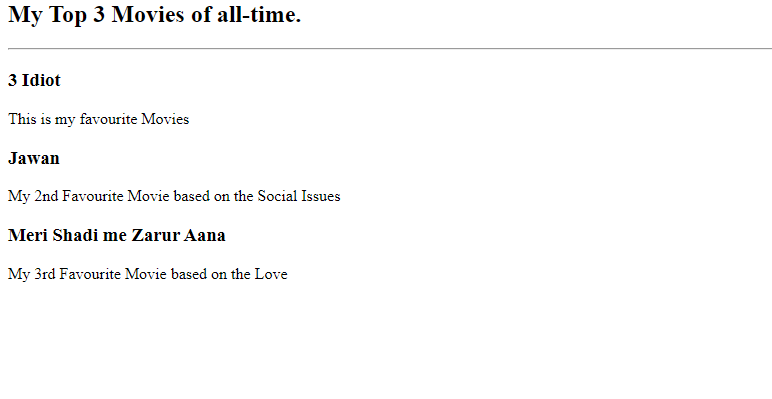 My Top 3 Movies of all-time.
3 Idiot
This is my favourite Movies
Jawan
My 2nd Favourite Movie based on the Social Issues
Meri Shadi me Zarur Aana
My 3rd Favourite Movie based on the Love